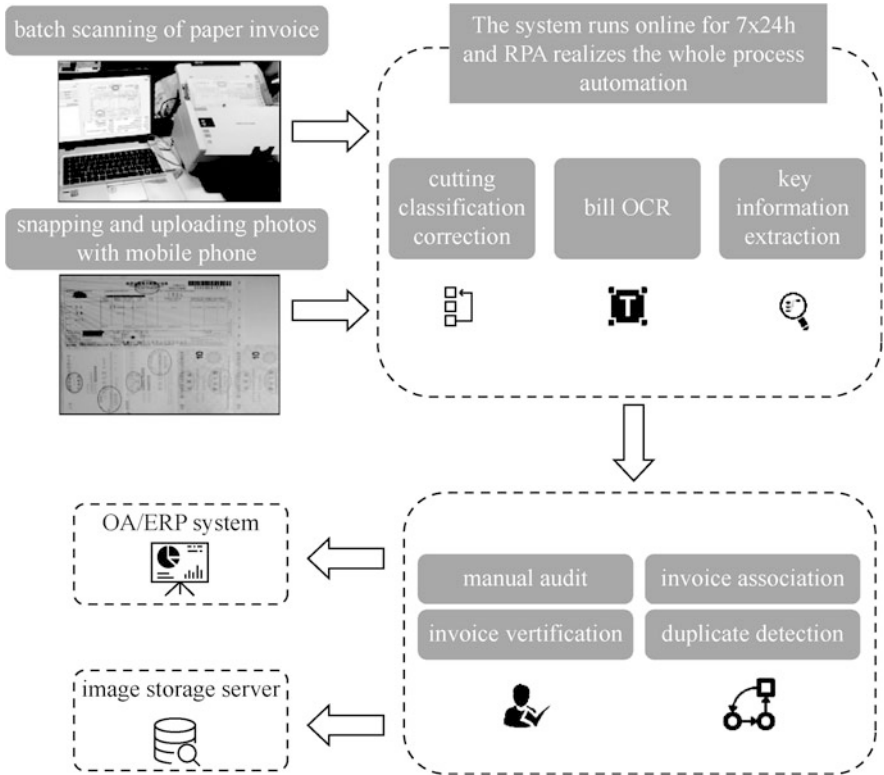 batch scanning of paper invoice
The system runs online for 7x24h
and RPA realizes the whole process
automation
cutting
classification
correction
bill OCR
key
information
extraction
snapping and uploading photos
with mobile phone
T
OA/ERP system
manual audit
invoice association
invoice vertification
duplicate detection
image storage server